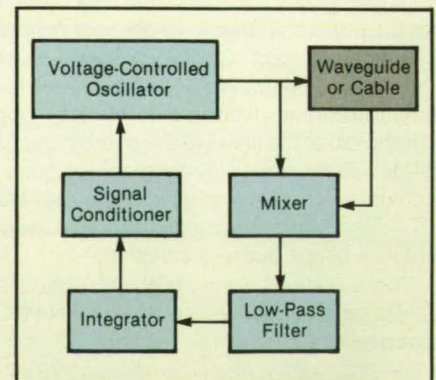 Voltage-Controlled
Oscillator
Waveguide
or Cable
Signal
Conditioner
Mixer
Integrator
Low-Pass
Filter